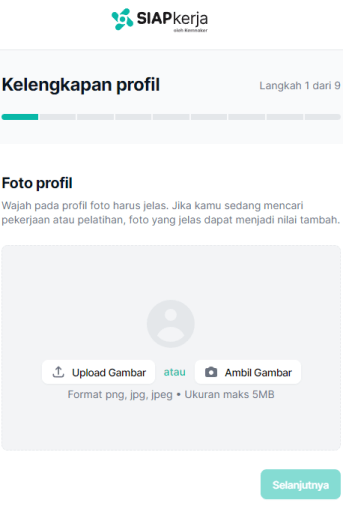 SIAPkerja
oleh Kemnaker
Kelengkapan profil
Langkah 1 dari 9
Foto profil
Wajah pada profil foto harus jelas. Jika kamu sedang mencari
pekerjaan atau pelatihan, foto yang jelas dapat menjadi nilai tambah.
Upload Gambar atau Ambil Gambar
Format png, jpg, jpeg • Ukuran maks 5MB
Selanjutnya